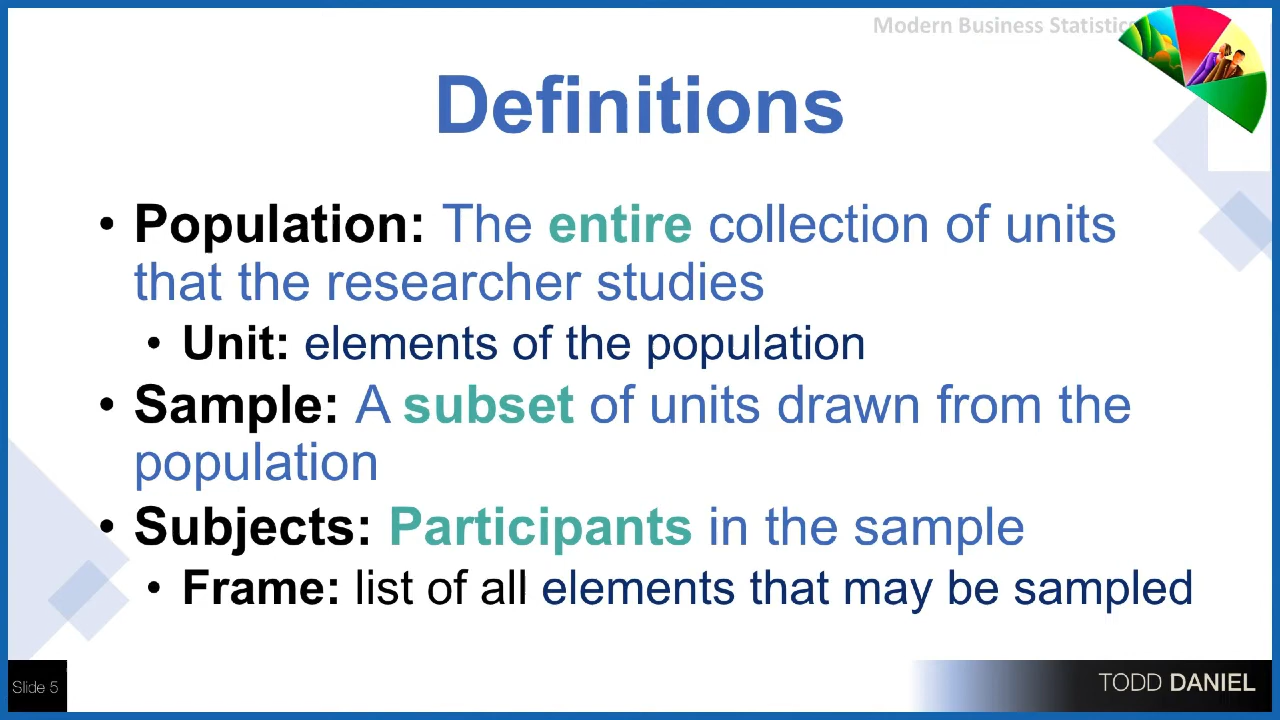 Modern Business Statistics
Definitions
• Population: The entire collection of units
that the researcher studies
• Unit: elements of the population
• Sample: A subset of units drawn from the
population
• Subjects: Participants in the sample
• Frame: list of all elements that may be sampled
Slide 5
TODD DANIEL